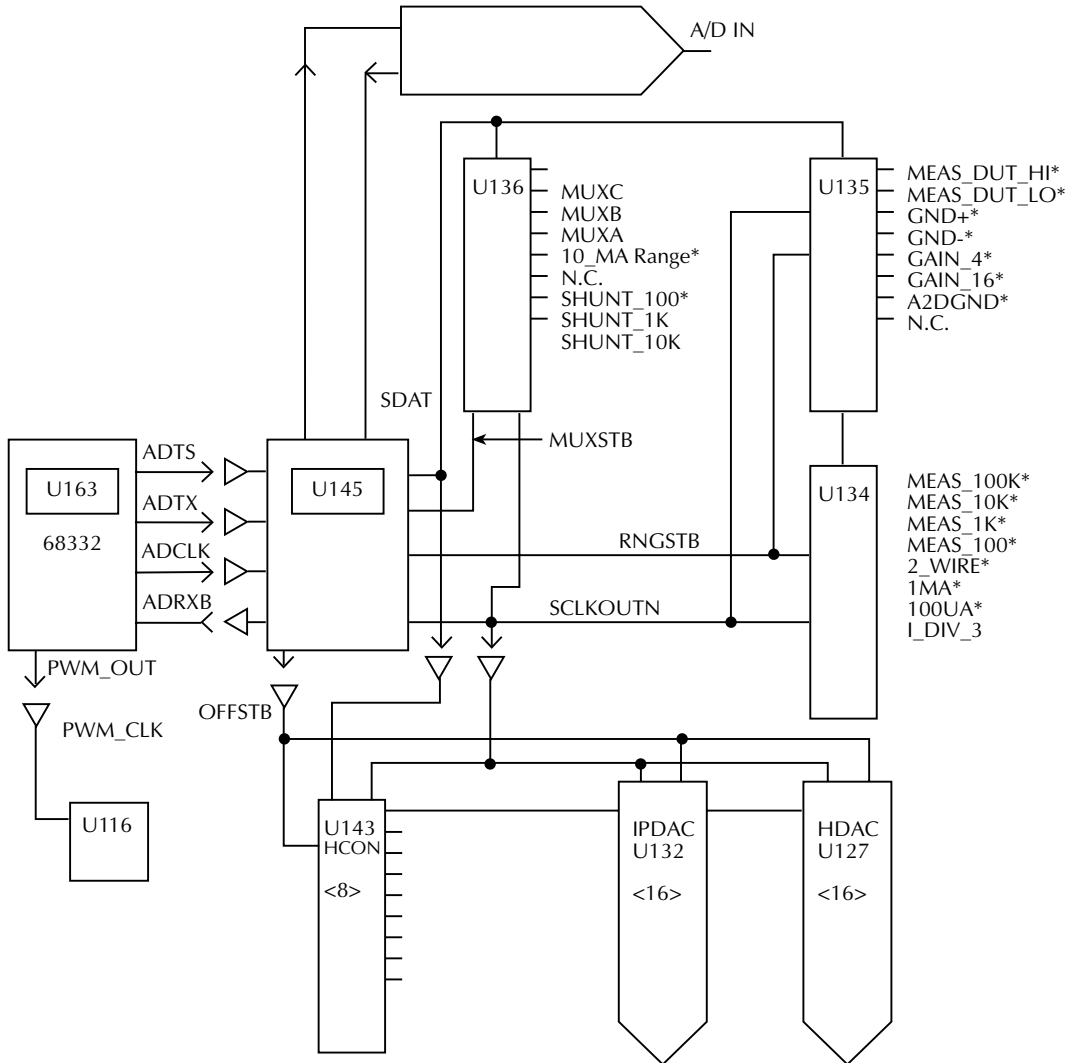 A/D IN
U136
MUXC
MUXB
MUXA
10_MA Range*
N.C.
SHUNT_100*
SHUNT_1K
SHUNT_10K
U135
MEAS_DUT_HI*
MEAS_DUT_LO*
GND+*
GND-*
GAIN_4*
GAIN_16*
A2DGND*
N.C.
SDAT
MUXSTB
ADTS
U163
U145
ADTX
68332
ADCLK
ADRXB
RNGSTB
SCLKOUTN
U134
MEAS_100K*
MEAS_10K*
MEAS_1K*
MEAS_100*
2_WIRE*
1MA*
100UA*
I_DIV_3
PWM_OUT
OFFSTB
PWM_CLK
U116
U143
HCON
<8>
IPDAC
U132
<16>
HDAC
U127
<16>